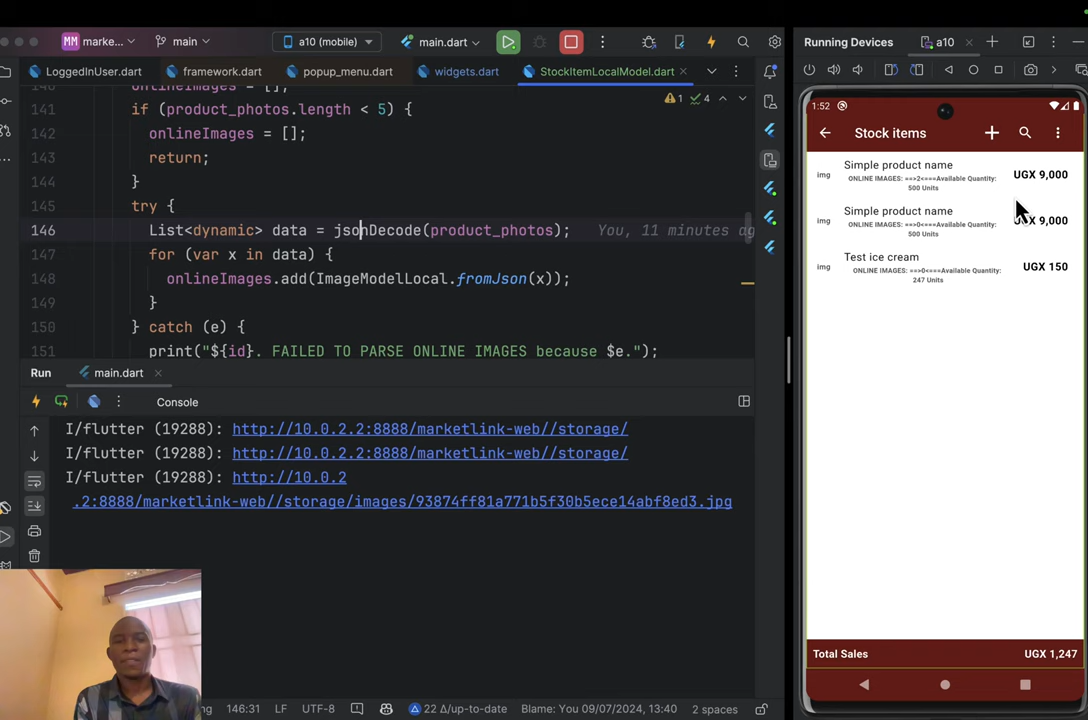 MM marke...
main
a10 (mobile)
main.dart
Running Devices
a10
LoggedInUser.dart
framework.dart
popup_menu.dart
widgets.dart
StockItemLocalModel.dart
140 onlineImages = [];
141 if (product_photos.length < 5) {
142 onlineImages = [];
143 return;
144 }
145 try {
146 List<dynamic> data = jsonDecode(product_photos); You, 11 minutes ag
147 for (var x in data) {
148 onlineImages.add(ImageModelLocal.fromJson(x));
149 }
150 } catch (e) {
151 print("${id}. FAILED TO PARSE ONLINE IMAGES because $e.");
1 4
Run
main.dart
Console
I/flutter (19288): http://10.0.2.2:8888/marketlink-web//storage/
I/flutter (19288): http://10.0.2.2:8888/marketlink-web//storage/
I/flutter (19288): http://10.0.2
.2:8888/marketlink-web//storage/images/93874ff81a771b5f30b5ece14abf8ed3.jpg
ng 146:31 LF UTF-8 22 Δ/up-to-date Blame: You 09/07/2024, 13:40 2 spaces
1:52
Stock items
Simple product name
img
ONLINE IMAGES: ==>2<===Available Quantity:
500 Units
UGX 9,000
Simple product name
img
ONLINE IMAGES: ==>0<===Available Quantity:
500 Units
UGX 9,000
Test ice cream
img
ONLINE IMAGES: ==>0<===Available Quantity:
247 Units
UGX 150
Total Sales
UGX 1,247